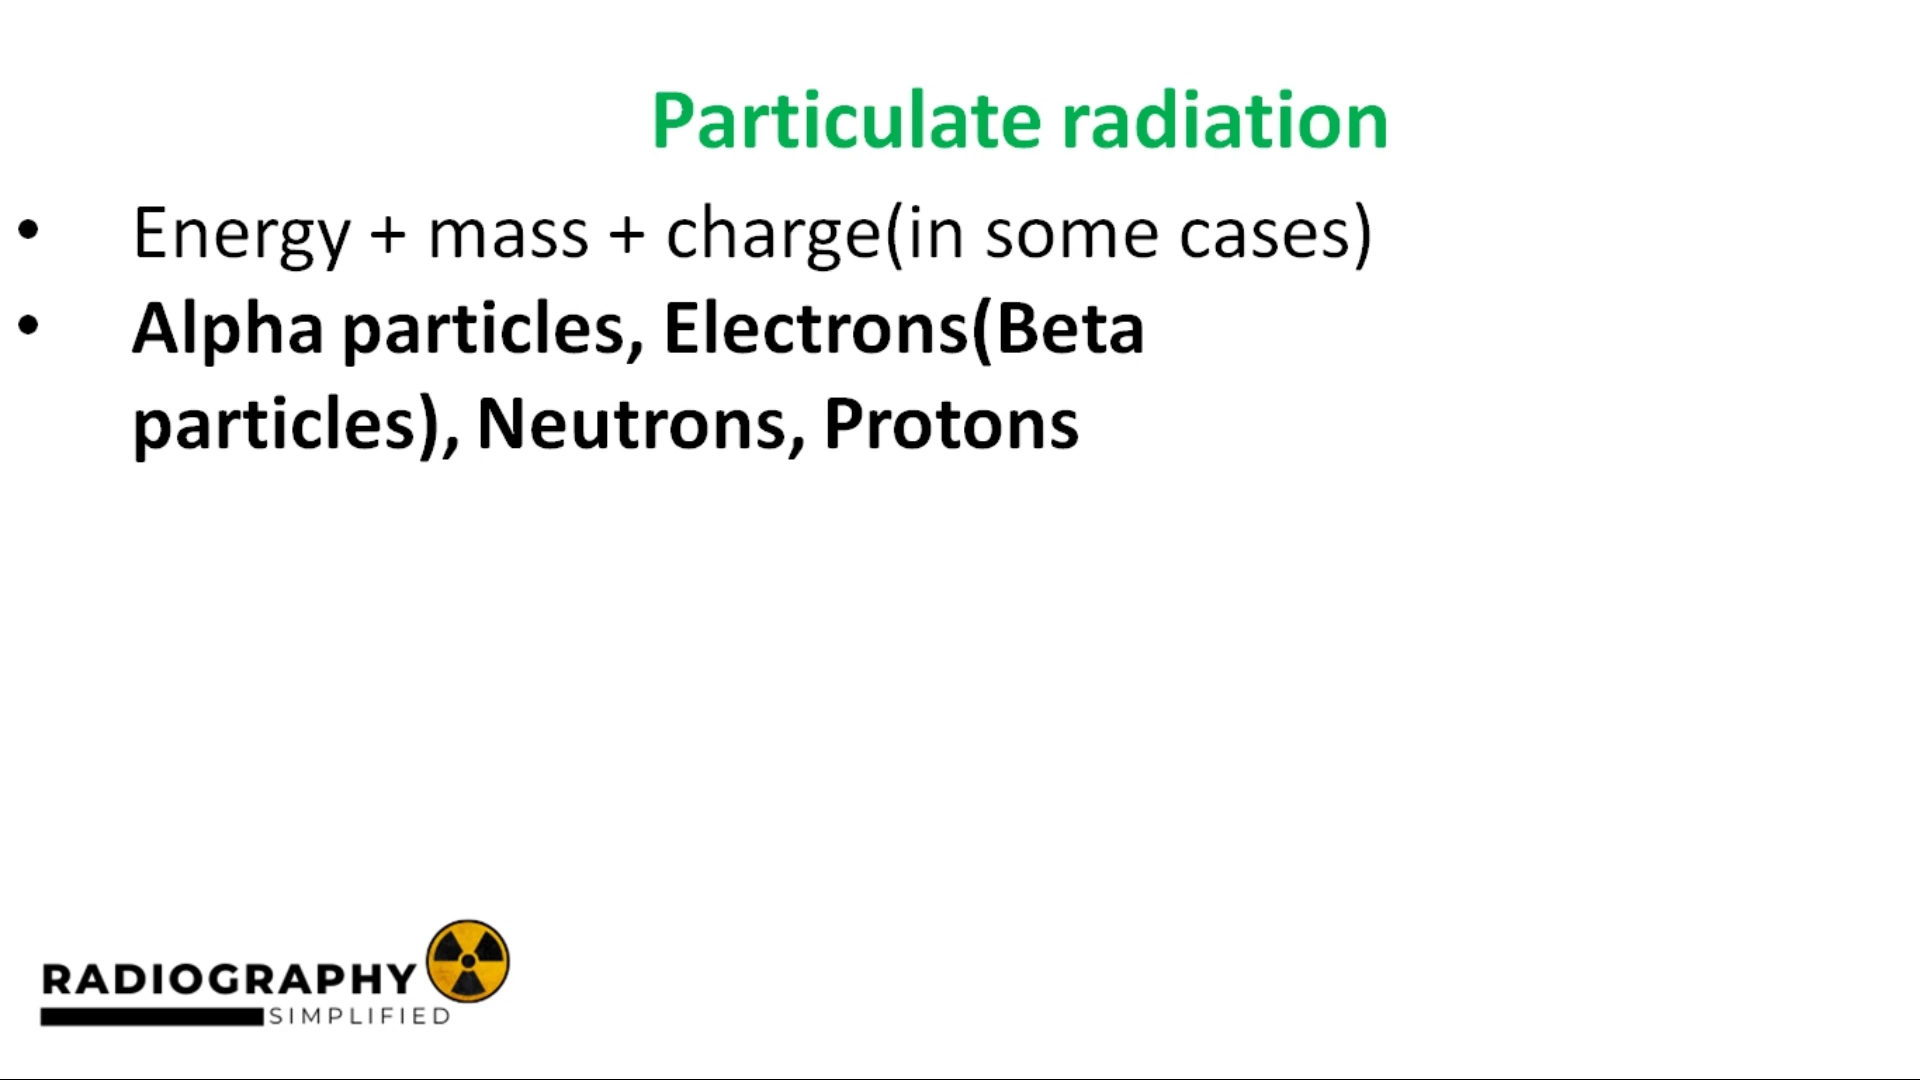 Particulate radiation
• Energy + mass + charge(in some cases)
• Alpha particles, Electrons(Beta
particles), Neutrons, Protons
RADIOGRAPHY
SIMPLIFIED